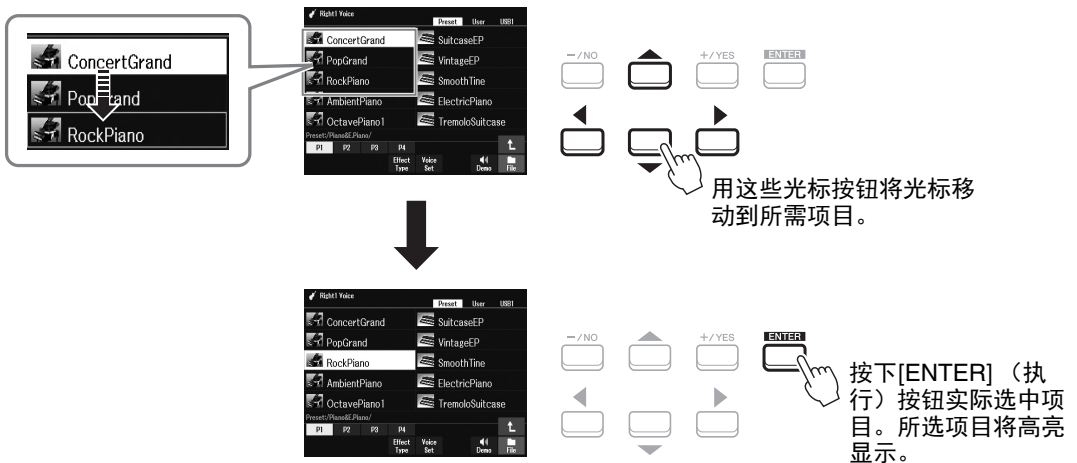 ConcertGrand
PopGrand
RockPiano
Right1 Voice
Preset User USB1
ConcertGrand SuitcaseEP
PopGrand VintageEP
RockPiano SmoothTine
AmbientPiano ElectricPiano
OctavePiano1 TremoloSuitcase
Preset:/Piano&E.Piano/
P1 P2 P3 P4
Effect Type Voice Set Demo File
-/NO +/YES ENTER
用这些光标按钮将光标移
动到所需项目。
Right1 Voice
Preset User USB1
ConcertGrand SuitcaseEP
PopGrand VintageEP
RockPiano SmoothTine
AmbientPiano ElectricPiano
OctavePiano1 TremoloSuitcase
Preset:/Piano&E.Piano/
P1 P2 P3 P4
Effect Type Voice Set Demo File
-/NO +/YES ENTER
按下[ENTER] （执
行）按钮实际选中项
目。所选项目将高亮
显示。